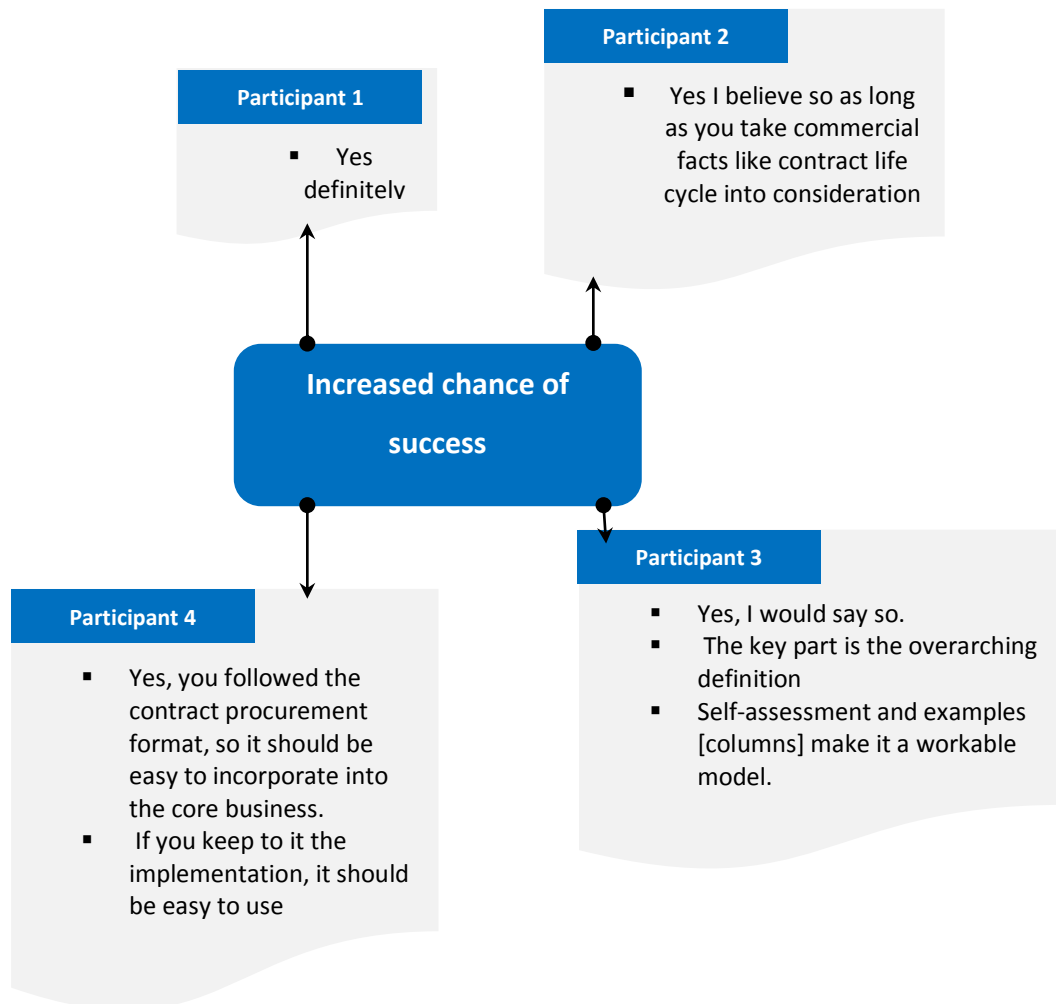 Participant 1
▪ Yes
definitely
Participant 2
▪ Yes I believe so as long
as you take commercial
facts like contract life
cycle into consideration
Increased chance of
success
Participant 3
▪ Yes, I would say so.
▪ The key part is the overarching
definition
▪ Self-assessment and examples
[columns] make it a workable
model.
Participant 4
▪ Yes, you followed the
contract procurement
format, so it should be
easy to incorporate into
the core business.
▪ If you keep to it the
implementation, it should
be easy to use